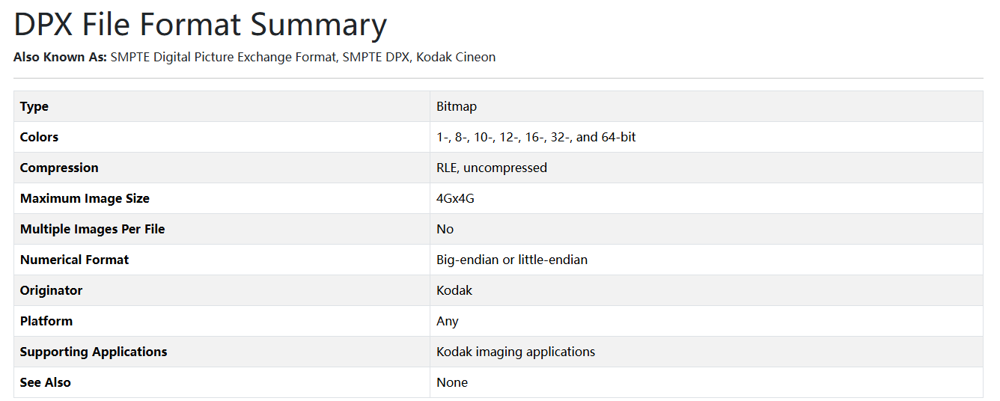 DPX File Format Summary
Also Known As: SMPTE Digital Picture Exchange Format, SMPTE DPX, Kodak Cineon
Type Bitmap
Colors 1-, 8-, 10-, 12-, 16-, 32-, and 64-bit
Compression RLE, uncompressed
Maximum Image Size 4Gx4G
Multiple Images Per File No
Numerical Format Big-endian or little-endian
Originator Kodak
Platform Any
Supporting Applications Kodak imaging applications
See Also None